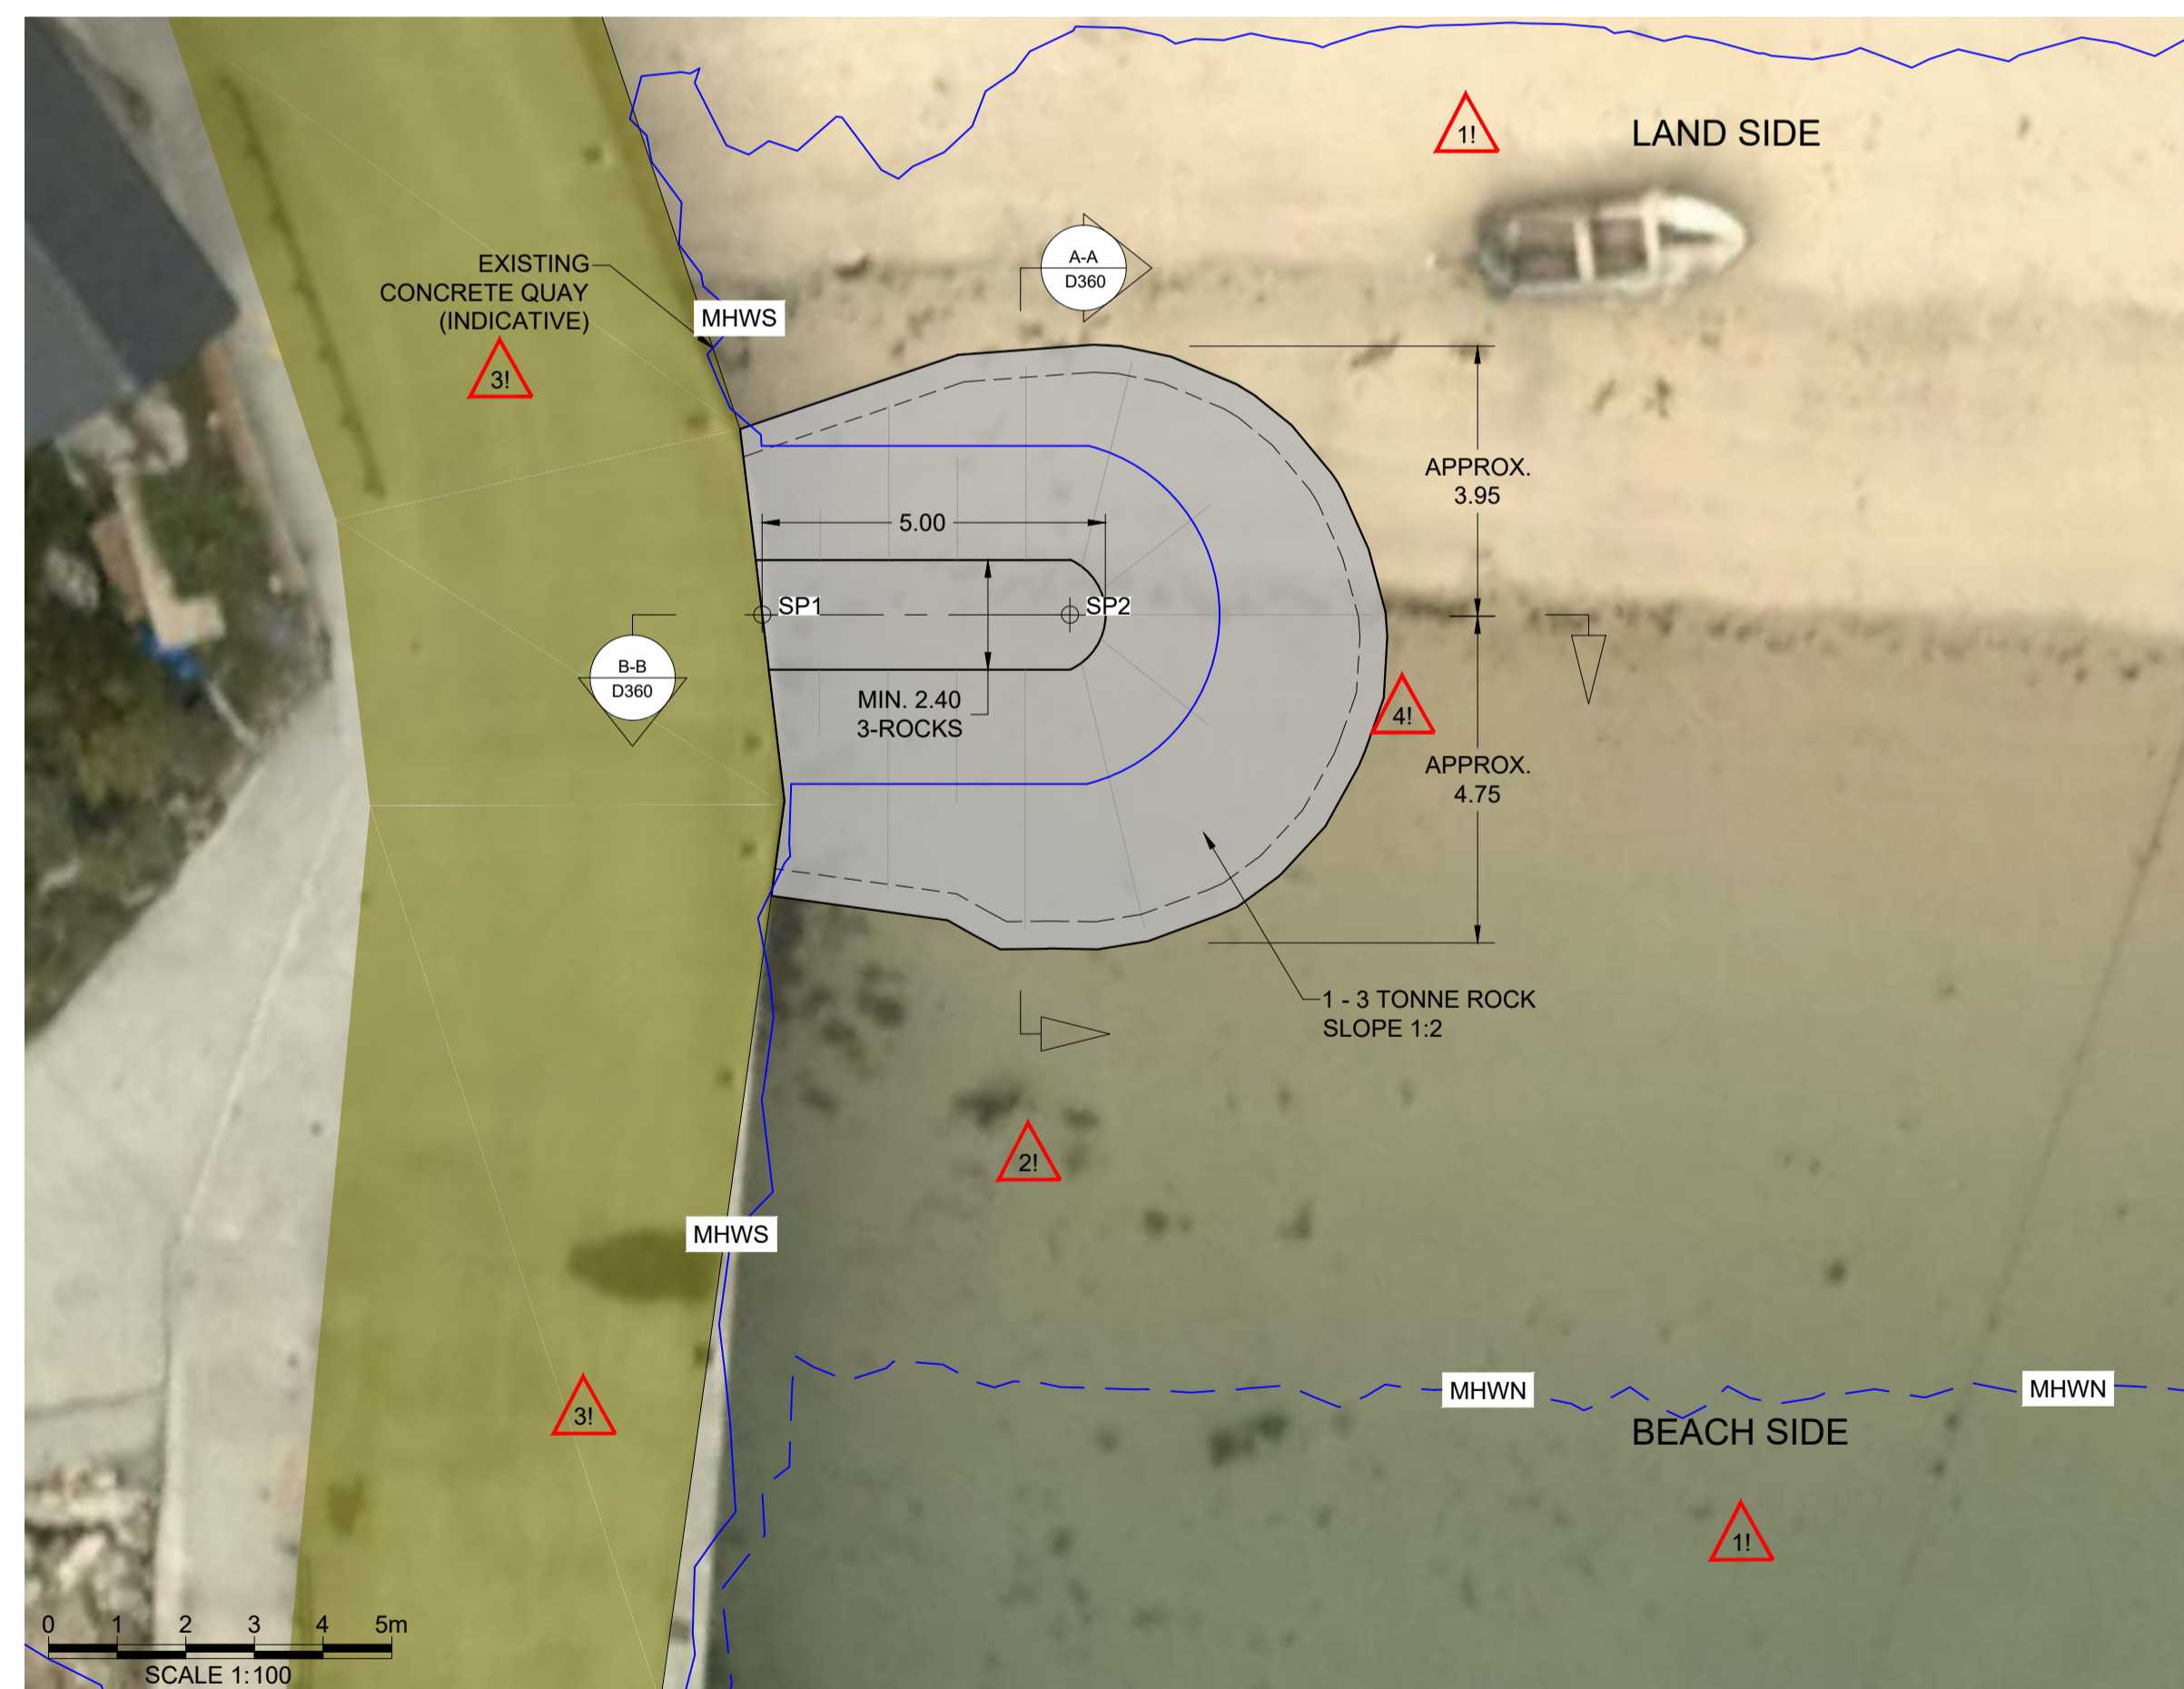 1!
LAND SIDE
A-A
D360
EXISTING
CONCRETE QUAY
(INDICATIVE)
MHWS
3!
APPROX.
3.95
5.00
SP1
SP2
B-B
D360
MIN. 2.40
3-ROCKS
4!
APPROX.
4.75
1 - 3 TONNE ROCK
SLOPE 1:2
2!
MHWS
MHWN
MHWN
3!
BEACH SIDE
1!
0 1 2 3 4 5m
SCALE 1:100